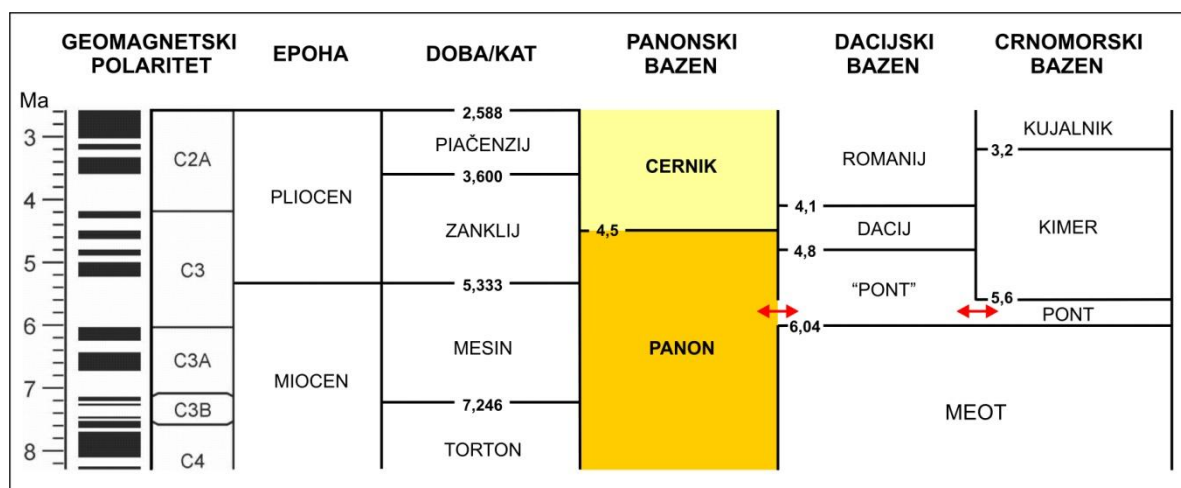 GEOMAGNETSKI
POLARITET
EPOHA
DOBA/KAT
PANONSKI
BAZEN
DACIJSKI
BAZEN
CRNOMORSKI
BAZEN
Ma
3
4
5
6
7
8
C2A
C3
C3A
C3B
C4
PLIOCEN
MIOCEN
2,588
PIAČENZIJ
3,600
ZANKLIJ
5,333
MESIN
7,246
TORTON
CERNIK
4,5
PANON
ROMANIJ
4,1
DACIJ
4,8
"PONT"
6,04
KUJALNIK
3,2
KIMER
5,6
PONT
MEOT